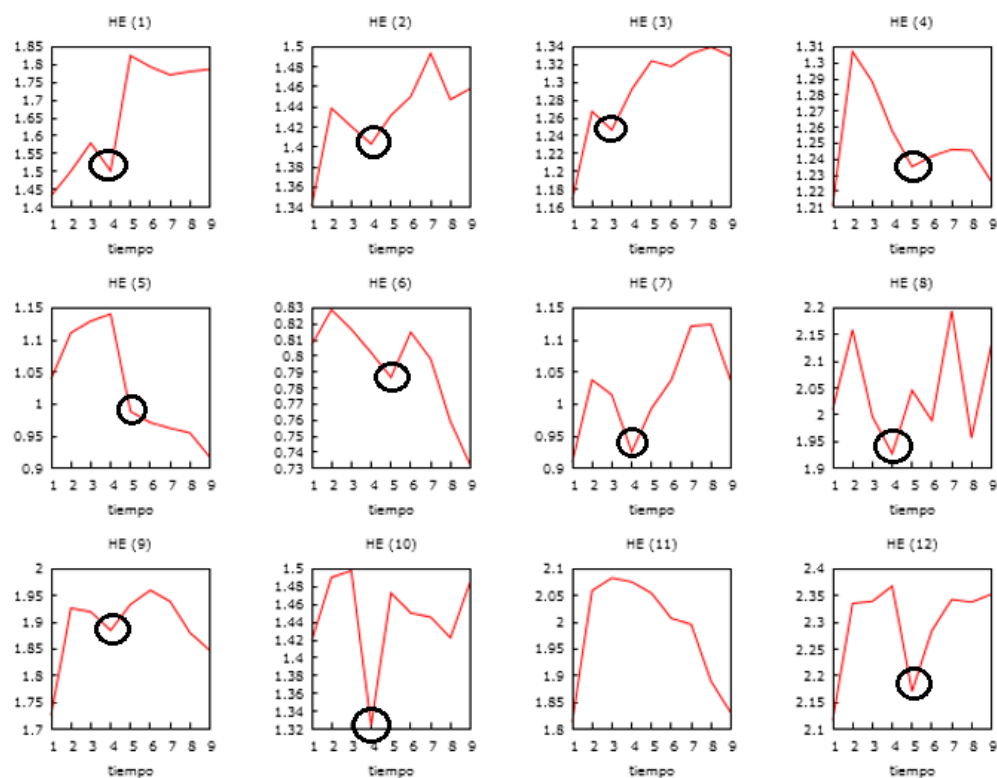 HE (1)
1.85
1.8
1.75
1.7
1.65
1.6
1.55
1.5
1.45
1.4
1 2 3 4 5 6 7 8 9
tiempo
HE (2)
1.5
1.48
1.46
1.44
1.42
1.4
1.38
1.36
1.34
1 2 3 4 5 6 7 8 9
tiempo
HE (3)
1.34
1.32
1.3
1.28
1.26
1.24
1.22
1.2
1.18
1.16
1 2 3 4 5 6 7 8 9
tiempo
HE (4)
1.31
1.3
1.29
1.28
1.27
1.26
1.25
1.24
1.23
1.22
1.21
1 2 3 4 5 6 7 8 9
tiempo
HE (5)
1.15
1.1
1.05
1
0.95
0.9
1 2 3 4 5 6 7 8 9
tiempo
HE (6)
0.83
0.82
0.81
0.8
0.79
0.78
0.77
0.76
0.75
0.74
0.73
1 2 3 4 5 6 7 8 9
tiempo
HE (7)
1.15
1.1
1.05
1
0.95
0.9
1 2 3 4 5 6 7 8 9
tiempo
HE (8)
2.2
2.15
2.1
2.05
2
1.95
1.9
1 2 3 4 5 6 7 8 9
tiempo
HE (9)
2
1.95
1.9
1.85
1.8
1.75
1.7
1 2 3 4 5 6 7 8 9
tiempo
HE (10)
1.5
1.48
1.46
1.44
1.42
1.4
1.38
1.36
1.34
1.32
1 2 3 4 5 6 7 8 9
tiempo
HE (11)
2.1
2.05
2
1.95
1.9
1.85
1.8
1 2 3 4 5 6 7 8 9
tiempo
HE (12)
2.4
2.35
2.3
2.25
2.2
2.15
2.1
1 2 3 4 5 6 7 8 9
tiempo